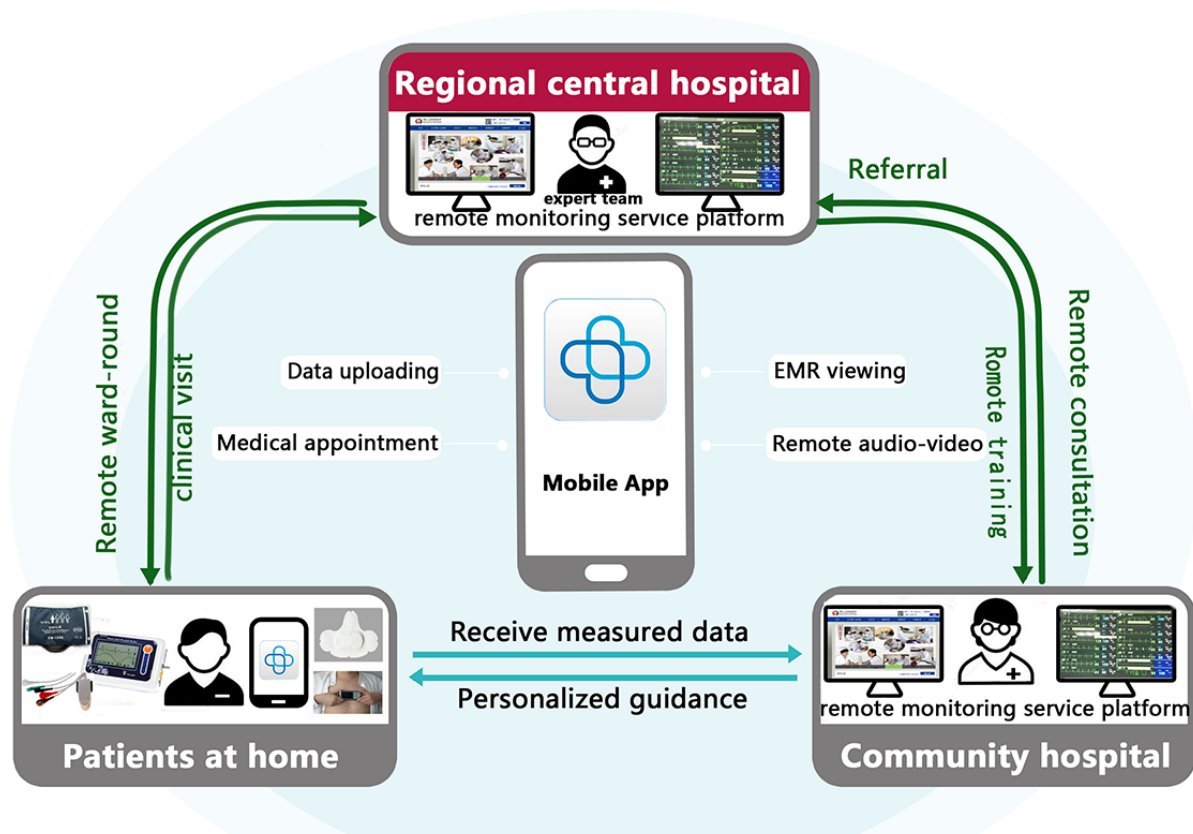 Regional central hospital
expert team
remote monitoring service platform
Referral
Remote ward-round
clinical visit
Data uploading
Medical appointment
Mobile App
EMR viewing
Remote audio-video
Romote training
Remote consultation
Receive measured data
Personalized guidance
Patients at home
remote monitoring service platform
Community hospital